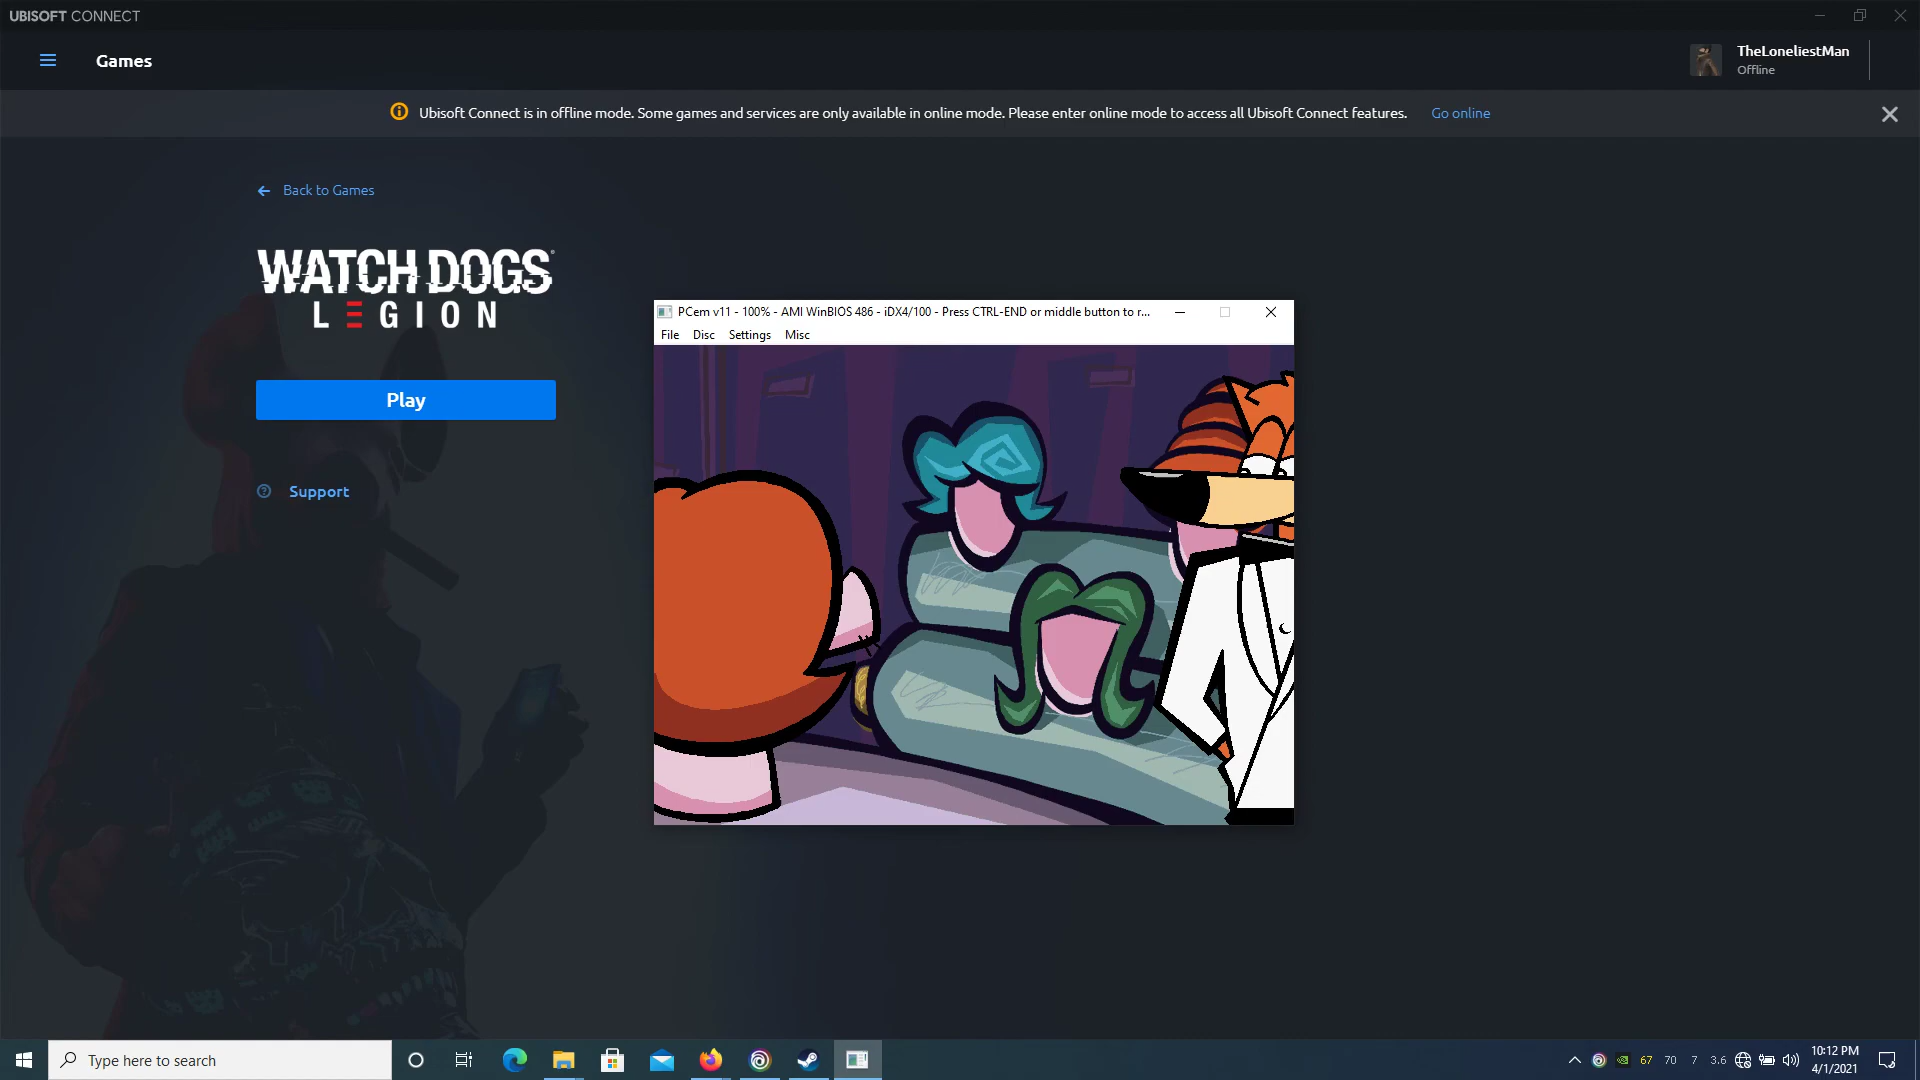 UBISOFT CONNECT
Games
TheLoneliestMan
Offline
Ubisoft Connect is in offline mode. Some games and services are only available in online mode. Please enter online mode to access all Ubisoft Connect features. Go online
Back to Games
WATCH DOGS
LEGION
Play
Support
PCem v11 - 100% - AMI WinBIOS 486 - iDX4/100 - Press CTRL-END or middle button to r...
File Disc Settings Misc
Type here to search
67 70 7 3.6
10:12 PM
4/1/2021